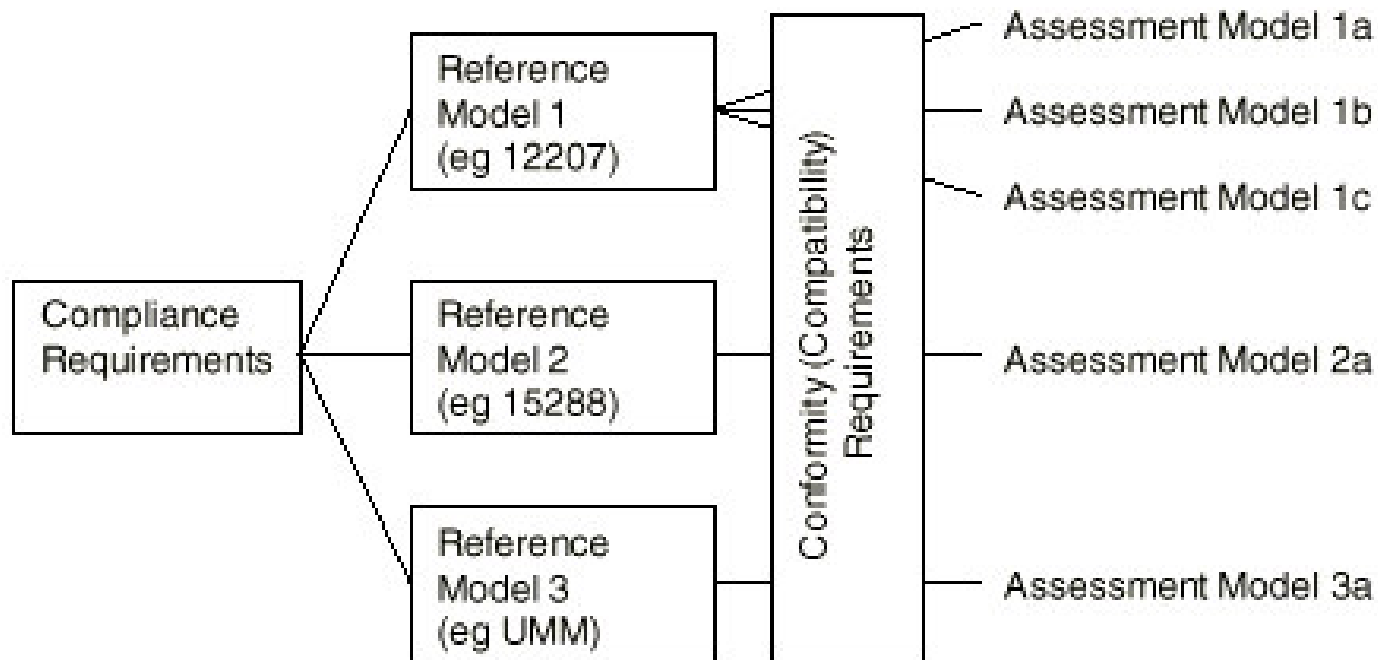 Compliance
Requirements
Reference
Model 1
(eg 12207)
Reference
Model 2
(eg 15288)
Reference
Model 3
(eg UMM)
Conformity (Compatibility)
Requirements
Assessment Model 1a
Assessment Model 1b
Assessment Model 1c
Assessment Model 2a
Assessment Model 3a